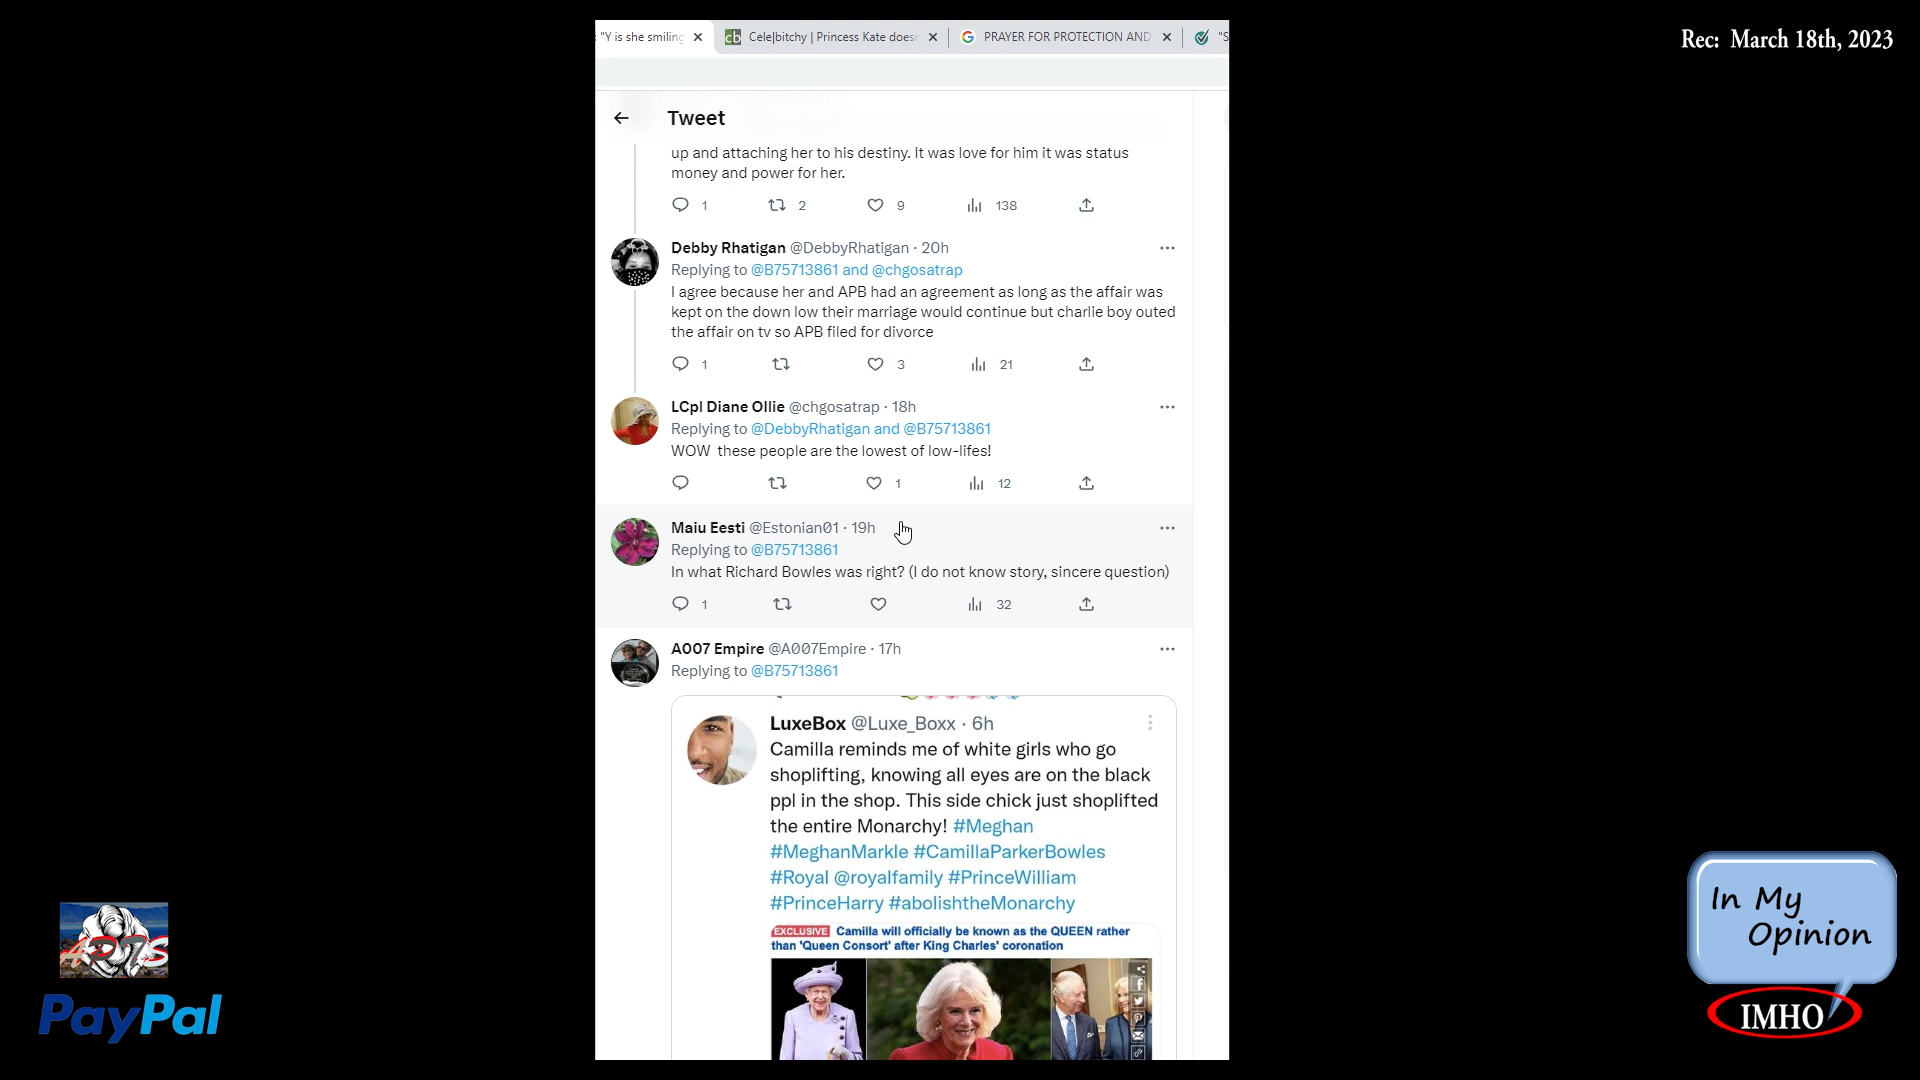 Rec: March 18th, 2023
: "Y is she smiling
cb Cele|bitchy | Princess Kate doesn
PRAYER FOR PROTECTION AND
"S
Tweet
up and attaching her to his destiny. It was love for him it was status
money and power for her.
1 2 9 138
Debby Rhatigan @DebbyRhatigan · 20h
Replying to @B75713861 and @chgosatrap
I agree because her and APB had an agreement as long as the affair was
kept on the down low their marriage would continue but charlie boy outed
the affair on tv so APB filed for divorce
1 3 21
LCpl Diane Ollie @chgosatrap · 18h
Replying to @DebbyRhatigan and @B75713861
WOW these people are the lowest of low-lifes!
1 12
Maiu Eesti @Estonian01 · 19h
Replying to @B75713861
In what Richard Bowles was right? (I do not know story, sincere question)
1 32
A007 Empire @A007Empire · 17h
Replying to @B75713861
LuxeBox @Luxe_Boxx · 6h
Camilla reminds me of white girls who go
shoplifting, knowing all eyes are on the black
ppl in the shop. This side chick just shoplifted
the entire Monarchy! #Meghan
#MeghanMarkle #CamillaParkerBowles
#Royal @royalfamily #PrinceWilliam
#PrinceHarry #abolishtheMonarchy
EXCLUSIVE Camilla will officially be known as the QUEEN rather
than 'Queen Consort' after King Charles' coronation
PayPal
In My
Opinion
IMHO